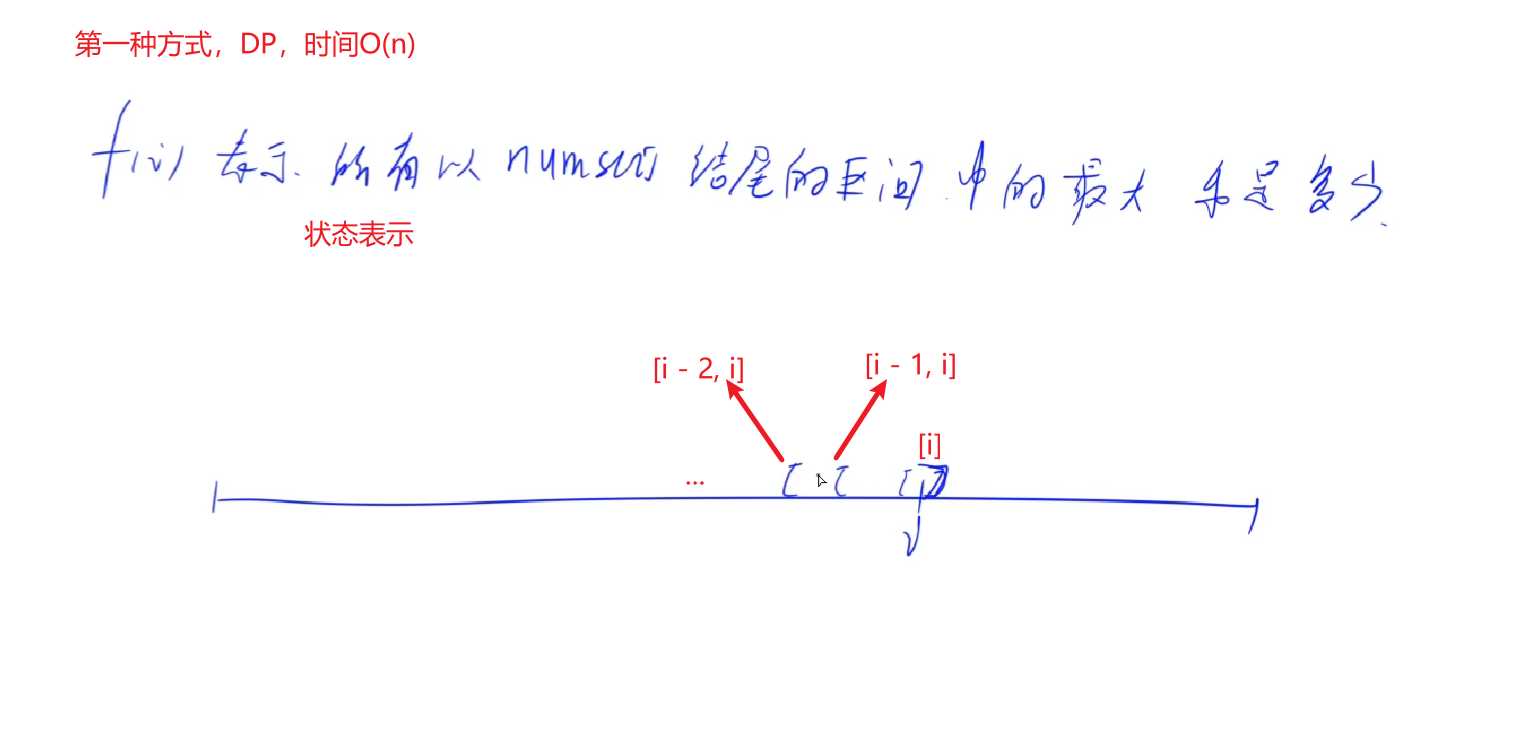 第一种方式，DP，时间O(n)
f(i) 表示 所有以 nums[i] 结尾的区间中的最大和是多少.
状态表示
[i - 2, i] [i - 1, i]
[i]
... [ [ [ ]
i